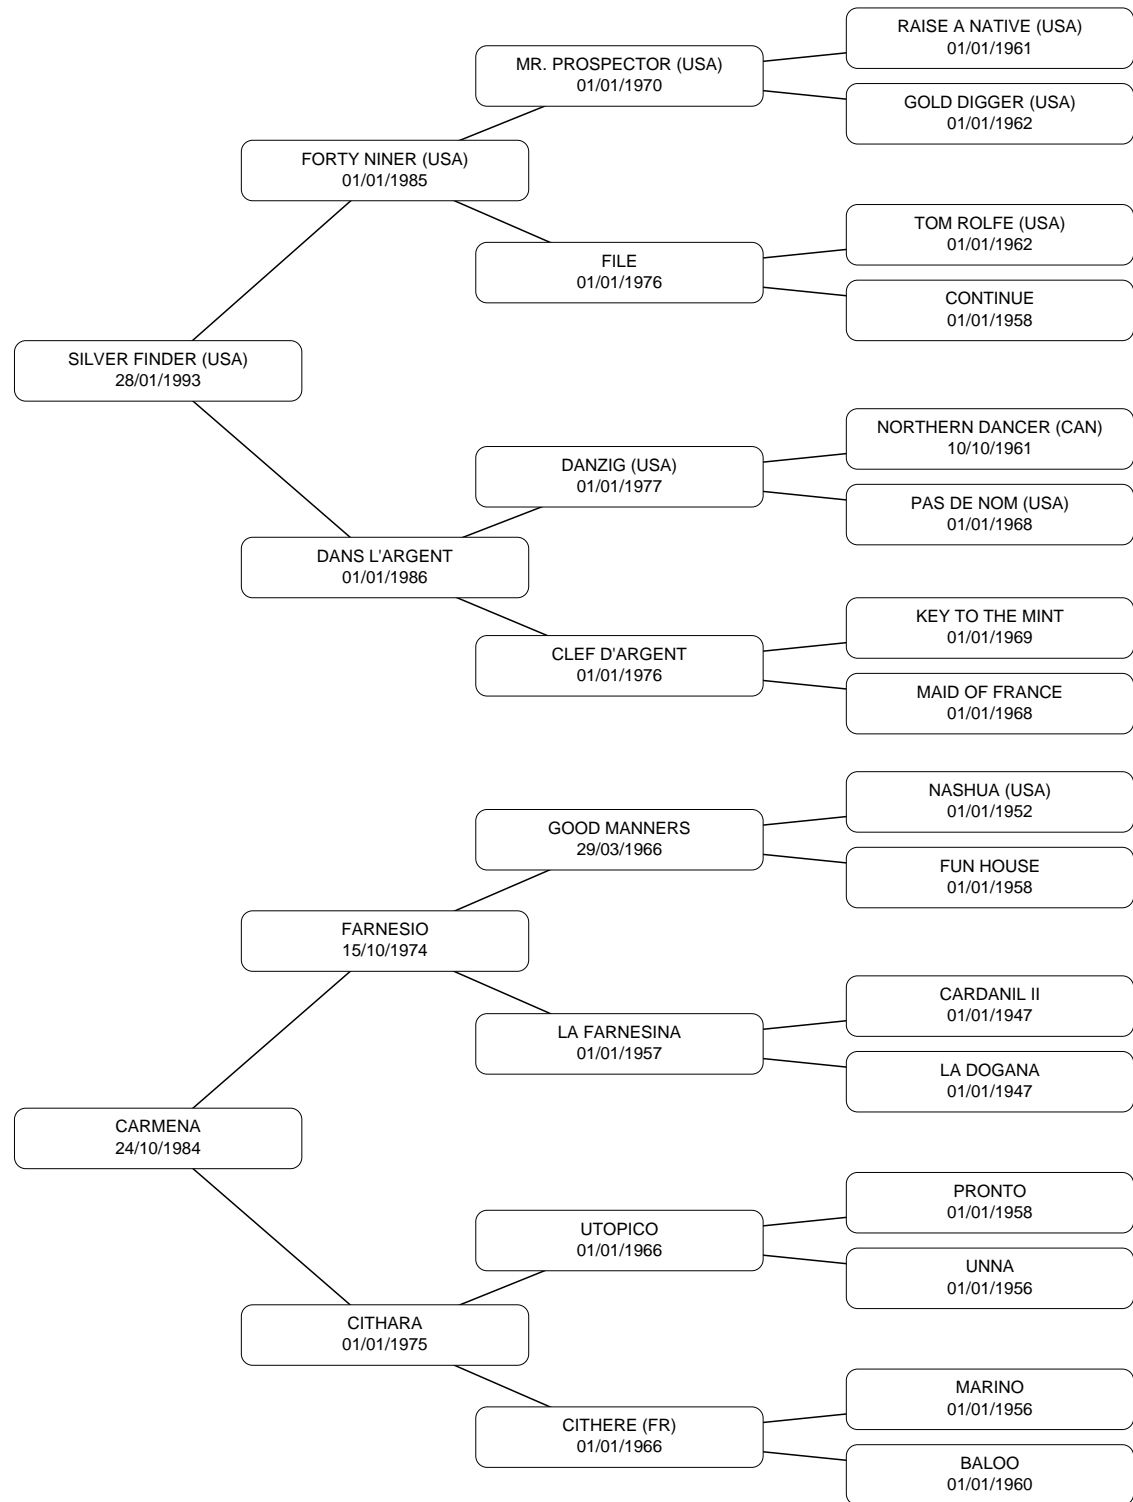 RAISE A NATIVE (USA)
01/01/1961
MR. PROSPECTOR (USA)
01/01/1970
GOLD DIGGER (USA)
01/01/1962
FORTY NINER (USA)
01/01/1985
TOM ROLFE (USA)
01/01/1962
FILE
01/01/1976
CONTINUE
01/01/1958
SILVER FINDER (USA)
28/01/1993
NORTHERN DANCER (CAN)
10/10/1961
DANZIG (USA)
01/01/1977
PAS DE NOM (USA)
01/01/1968
DANS L'ARGENT
01/01/1986
KEY TO THE MINT
01/01/1969
CLEF D'ARGENT
01/01/1976
MAID OF FRANCE
01/01/1968
NASHUA (USA)
01/01/1952
GOOD MANNERS
29/03/1966
FUN HOUSE
01/01/1958
FARNESIO
15/10/1974
CARDANIL II
01/01/1947
LA FARNESINA
01/01/1957
LA DOGANA
01/01/1947
CARMENA
24/10/1984
PRONTO
01/01/1958
UTOPICO
01/01/1966
UNNA
01/01/1956
CITHARA
01/01/1975
MARINO
01/01/1956
CITHERE (FR)
01/01/1966
BALOO
01/01/1960